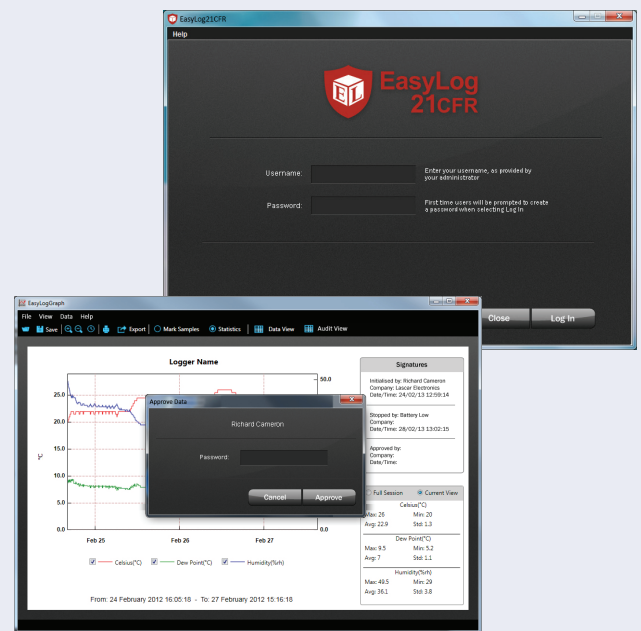 EasyLog21CFR
Help
EL
EasyLog
21CFR
Username:
Enter your username, as provided by
your administrator
Password:
First time users will be prompted to create
a password when selecting Log In
Close
Log In
EasyLogGraph
File View Data Help
Save Export Mark Samples Statistics Data View Audit View
Logger Name
°C
25.0
20.0
15.0
10.0
5.0
0.0
50.0
0.0
Feb 25 Feb 26 Feb 27
Celsius(°C) Dew Point(°C) Humidity(%rh)
From: 24 February 2012 16:05:18 - To: 27 February 2012 15:16:18
Approve Data
Richard Cameron
Password:
Cancel
Approve
Signatures
Initialised by: Richard Cameron
Company: Lascar Electronics
Date/Time: 24/02/13 12:59:14
Stopped by: Battery Low
Company:
Date/Time: 28/02/13 13:02:15
Approved by:
Company:
Date/Time:
Full Session Current View
Celsius(°C)
Max: 26 Min: 20
Avg: 22.9 Std: 1.3
Dew Point(°C)
Max: 9.5 Min: 5.2
Avg: 7 Std: 1.1
Humidity(%rh)
Max: 49.5 Min: 29
Avg: 36.1 Std: 3.8